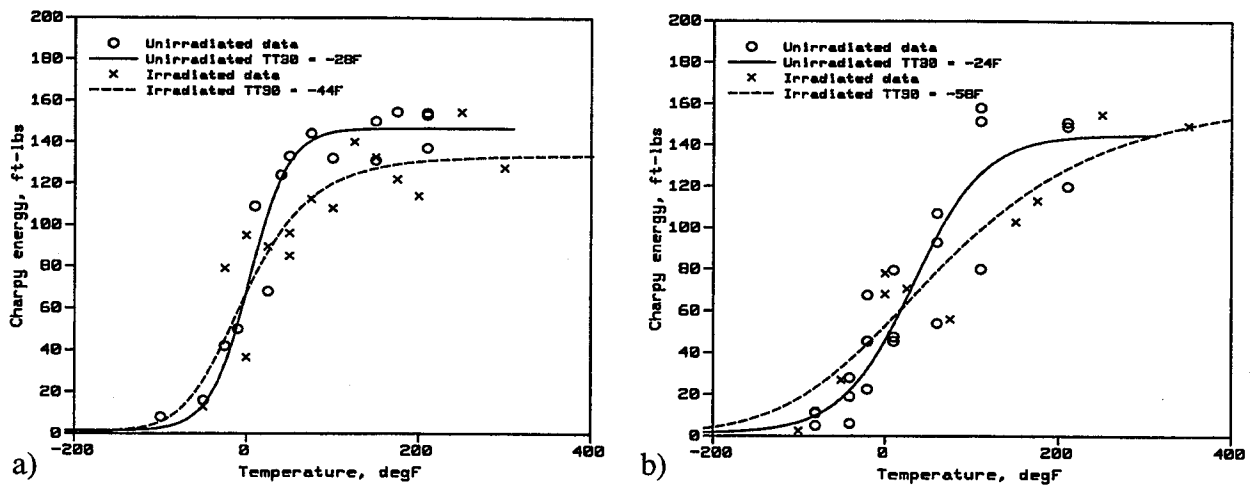 200
180
160
140
120
100
80
60
40
20
0
Charpy energy, ft-lbs
Unirradiated data
Unirradiated TT30 = -28F
Irradiated data
Irradiated TT30 = -44F
-200 0 200 400
Temperature, degF
a)
200
180
160
140
120
100
80
60
40
20
0
Charpy energy, ft-lbs
Unirradiated data
Unirradiated TT30 = -24F
Irradiated data
Irradiated TT30 = -58F
-200 0 200 400
Temperature, degF
b)